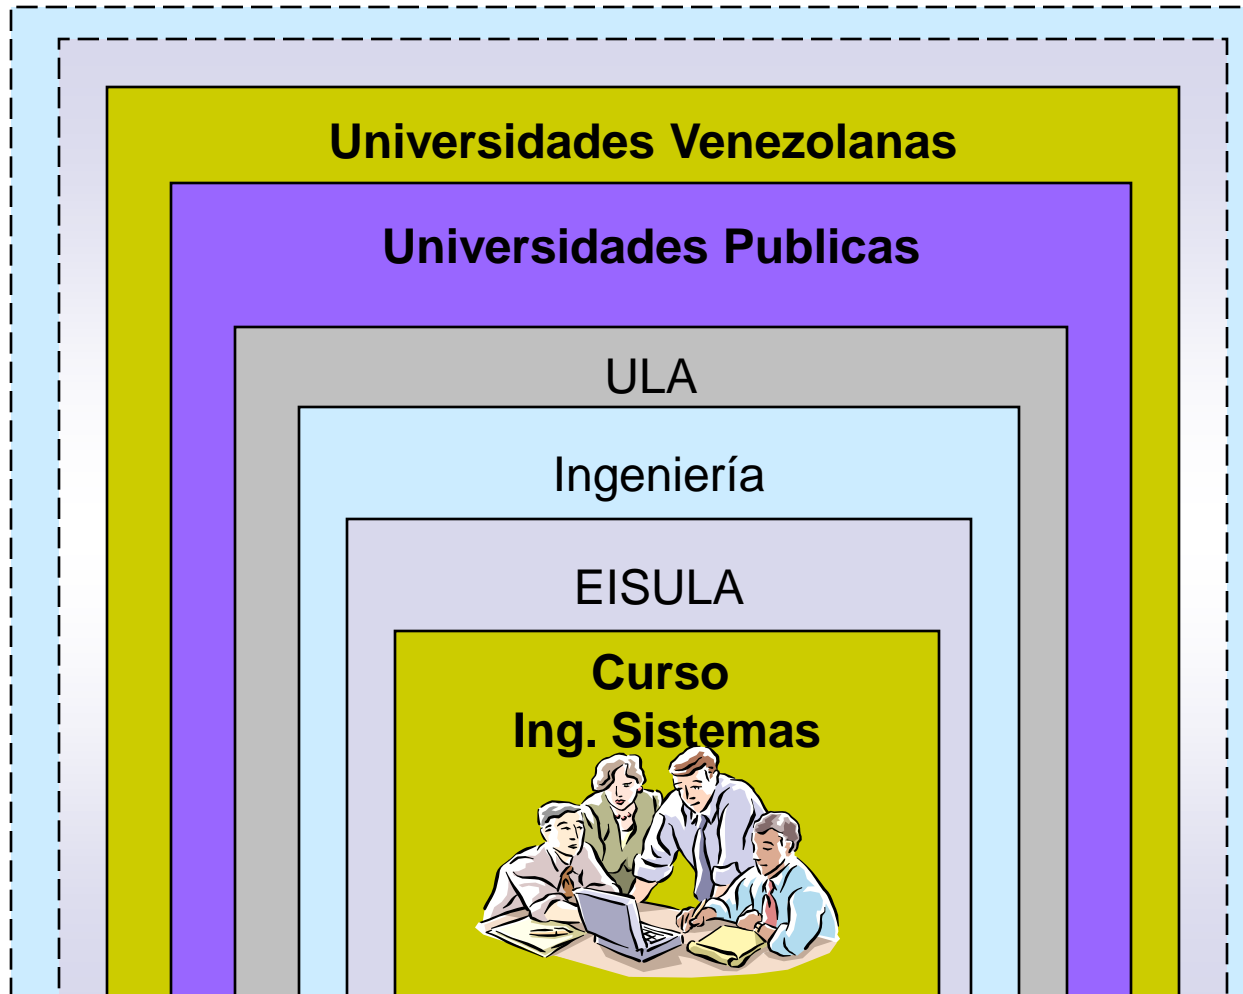 Universidades Venezolanas
Universidades Publicas
ULA
Ingeniería
EISULA
Curso
Ing. Sistemas